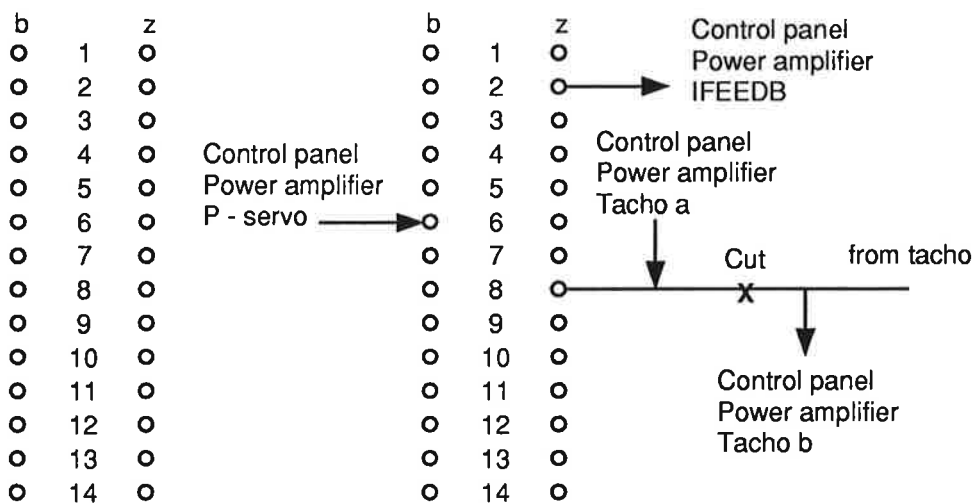 b z b z
1 1
2 2
3 3
4 4
5 5
6 6
7 7
8 8
9 9
10 10
11 11
12 12
13 13
14 14
Control panel
Power amplifier
P - servo
Control panel
Power amplifier
IFEEDB
Control panel
Power amplifier
Tacho a
Cut
X
from tacho
Control panel
Power amplifier
Tacho b